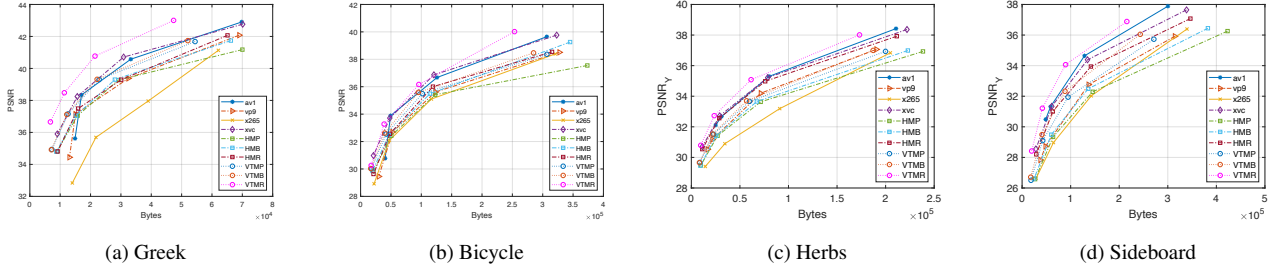 PSNR
44
42
40
38
36
34
32
0 1 2 3 4 5 6 7 8
Bytes
×10^4
av1
vp9
x265
xvc
HMP
HMB
HMR
VTMP
VTMB
VTMR
(a) Greek
PSNR
42
40
38
36
34
32
30
28
0 0.5 1 1.5 2 2.5 3 3.5 4
Bytes
×10^5
av1
vp9
x265
xvc
HMP
HMB
HMR
VTMP
VTMB
VTMR
(b) Bicycle
PSNR_Y
40
38
36
34
32
30
28
0 0.5 1 1.5 2 2.5
Bytes
×10^5
av1
vp9
x265
xvc
HMP
HMB
HMR
VTMP
VTMB
VTMR
(c) Herbs
PSNR_Y
38
36
34
32
30
28
26
0 1 2 3 4 5
Bytes
×10^5
av1
vp9
x265
xvc
HMP
HMB
HMR
VTMP
VTMB
VTMR
(d) Sideboard